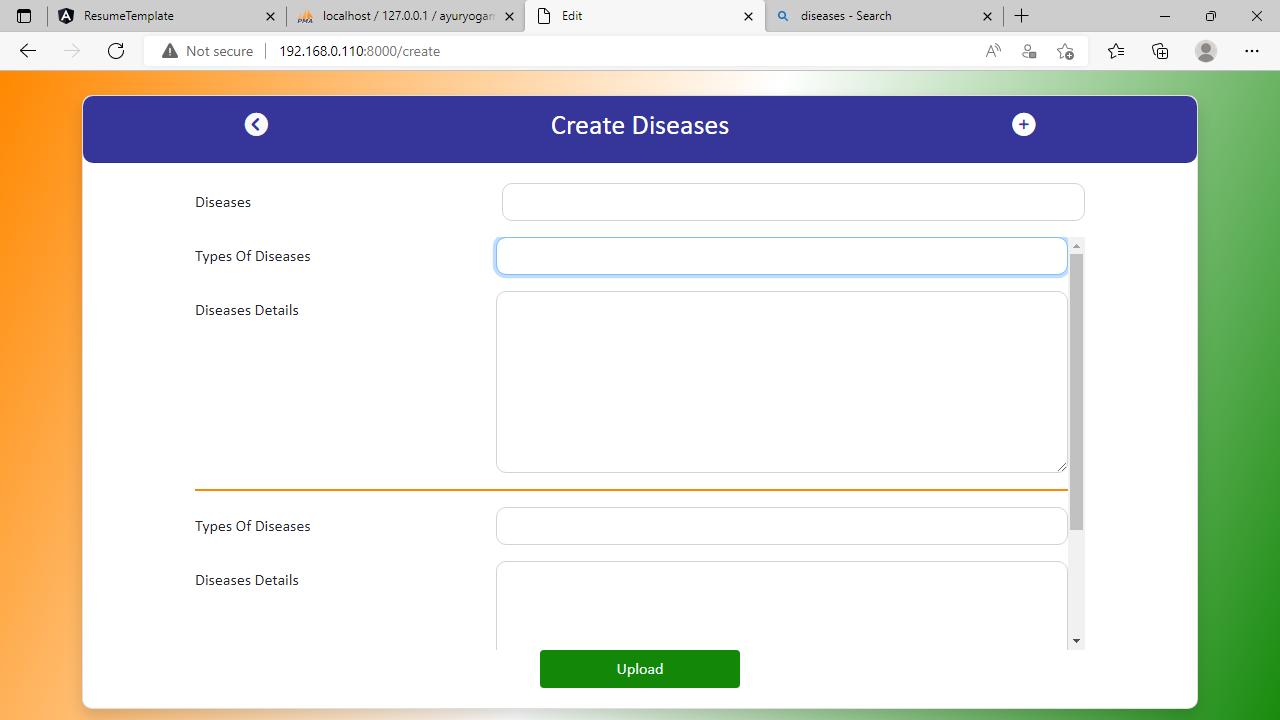 ResumeTemplate
localhost / 127.0.0.1 / ayuryogam
Edit
diseases - Search
Not secure
192.168.0.110:8000/create
Create Diseases
Diseases
Types Of Diseases
Diseases Details
Types Of Diseases
Diseases Details
Upload